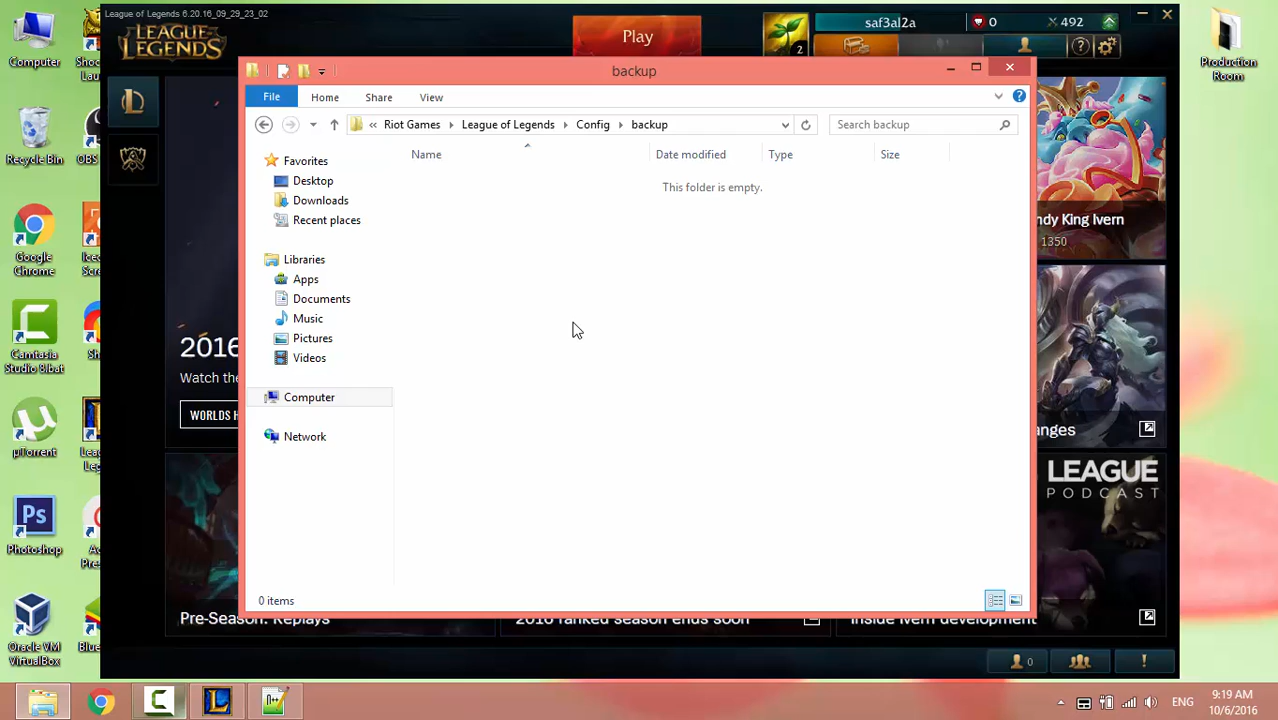 League of Legends 6.20.16_09_29_23_02
LEAGUE
LEGENDS
Play
2
saf3al2a
0
492
Computer
Recycle Bin
OBS
Google
Chrome
Camtasia
Studio 8lbat
µTorrent
Photoshop
Oracle VM
VirtualBox
Production
Room
backup
File
Home
Share
View
Riot Games
League of Legends
Config
backup
Search backup
Name
Date modified
Type
Size
This folder is empty.
Favorites
Desktop
Downloads
Recent places
Libraries
Apps
Documents
Music
Pictures
Videos
Computer
Network
0 items
2016
Watch the
WORLDS H
ndy King Ivern
1350
anges
LEAGUE
PODCAST
Pre-Season: Replays
2016 ranked season ends soon
Inside Ivern development
0
ENG
9:19 AM
10/6/2016